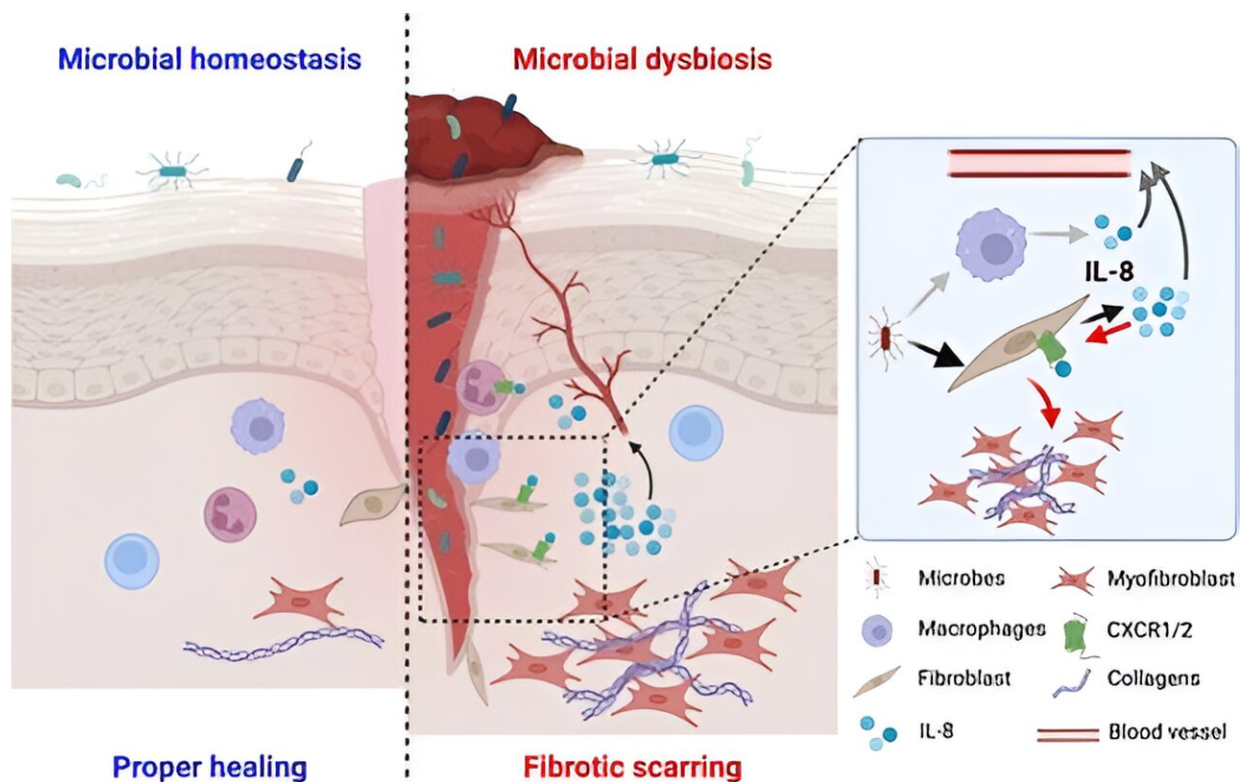 Microbial homeostasis
Microbial dysbiosis
IL-8
Microbes
Myofibroblast
Macrophages
CXCR1/2
Fibroblast
Collagens
IL-8
Blood vessel
Proper healing
Fibrotic scarring